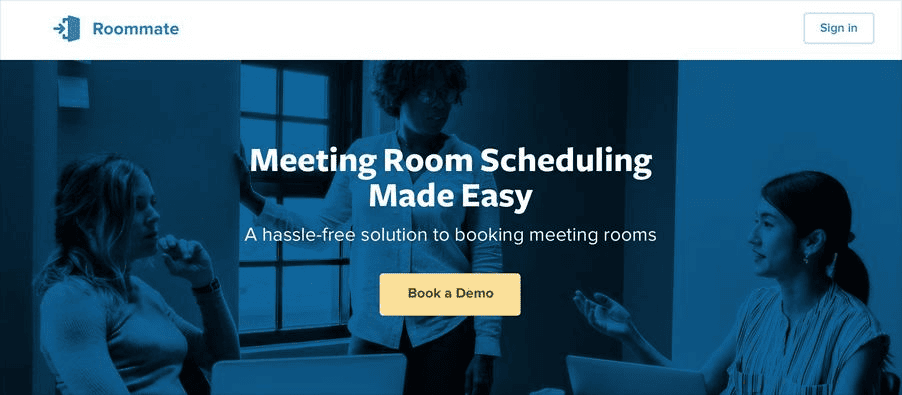 Roommate
Sign in
Meeting Room Scheduling
Made Easy
A hassle-free solution to booking meeting rooms
Book a Demo